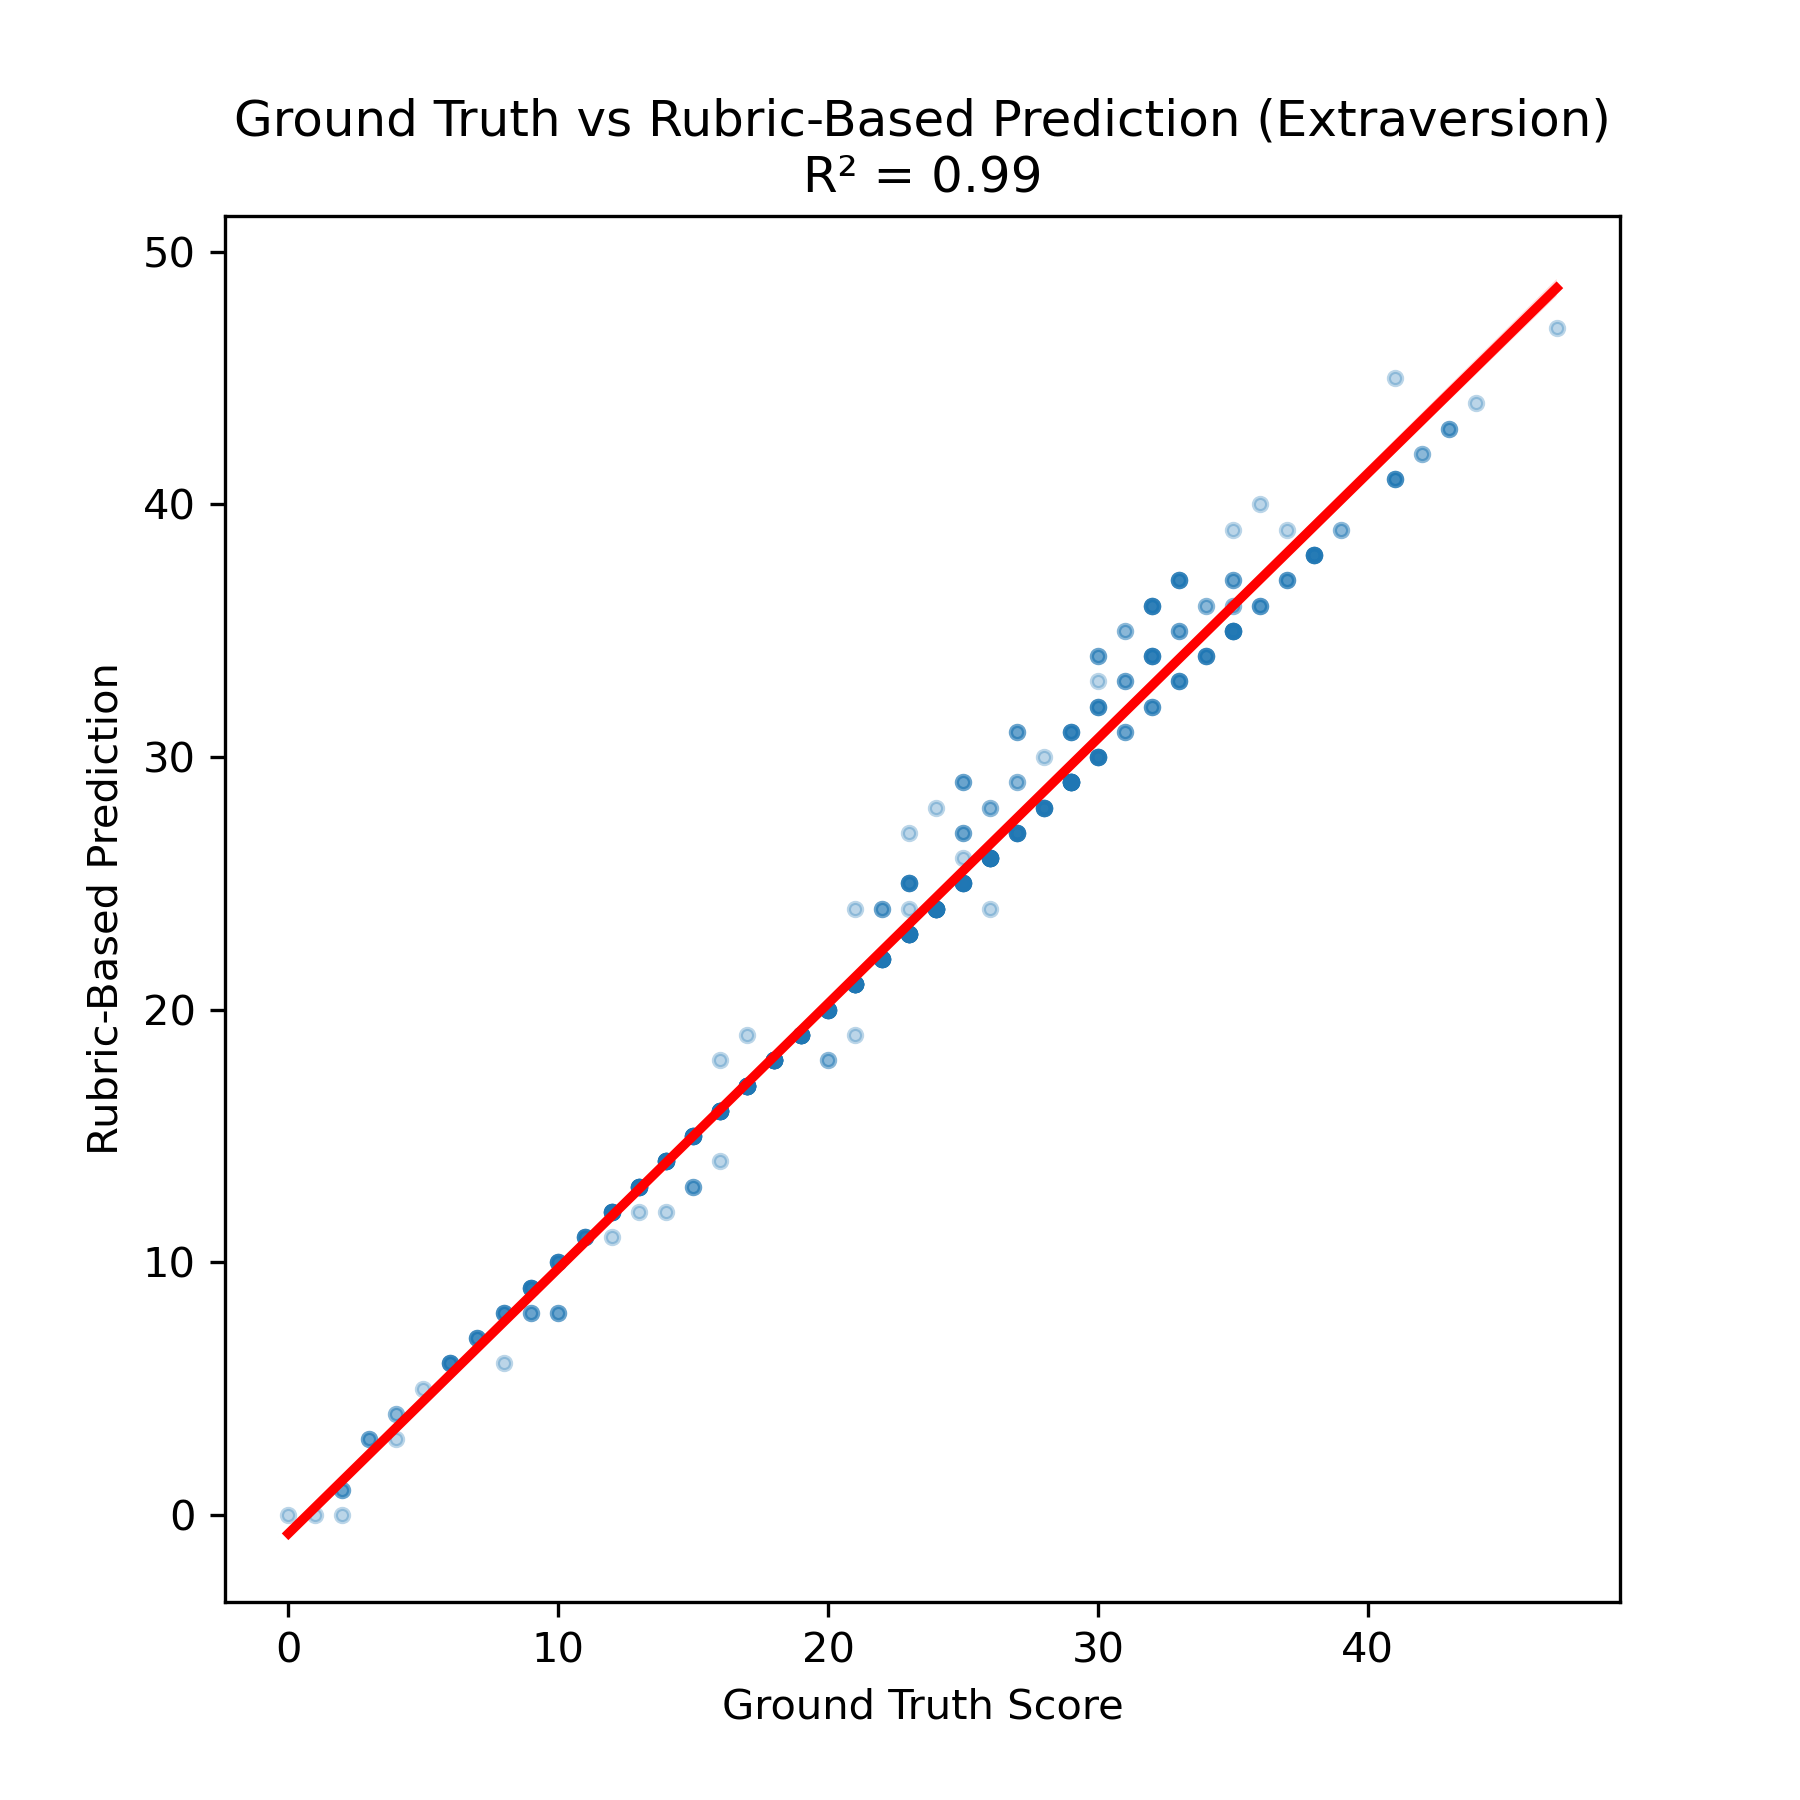 Ground Truth vs Rubric-Based Prediction (Extraversion)
R² = 0.99
50
40
30
20
10
0
Rubric-Based Prediction
0 10 20 30 40
Ground Truth Score